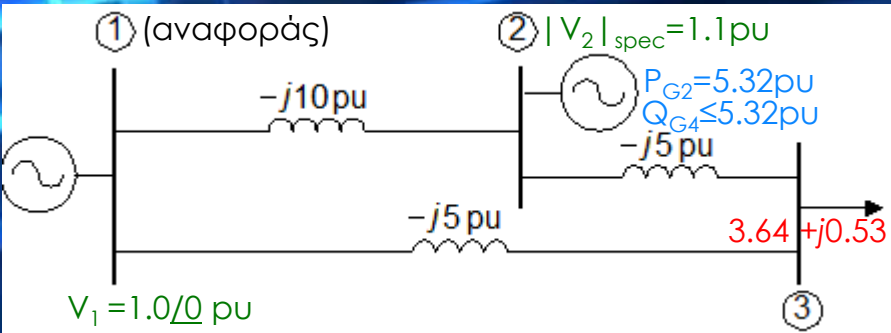 ① (αναφοράς)
② |V₂|spec=1.1pu
PG2=5.32pu
QG4≤5.32pu
−j10 pu
−j5 pu
−j5 pu
3.64 +j0.53
V₁ =1.0/0 pu
③